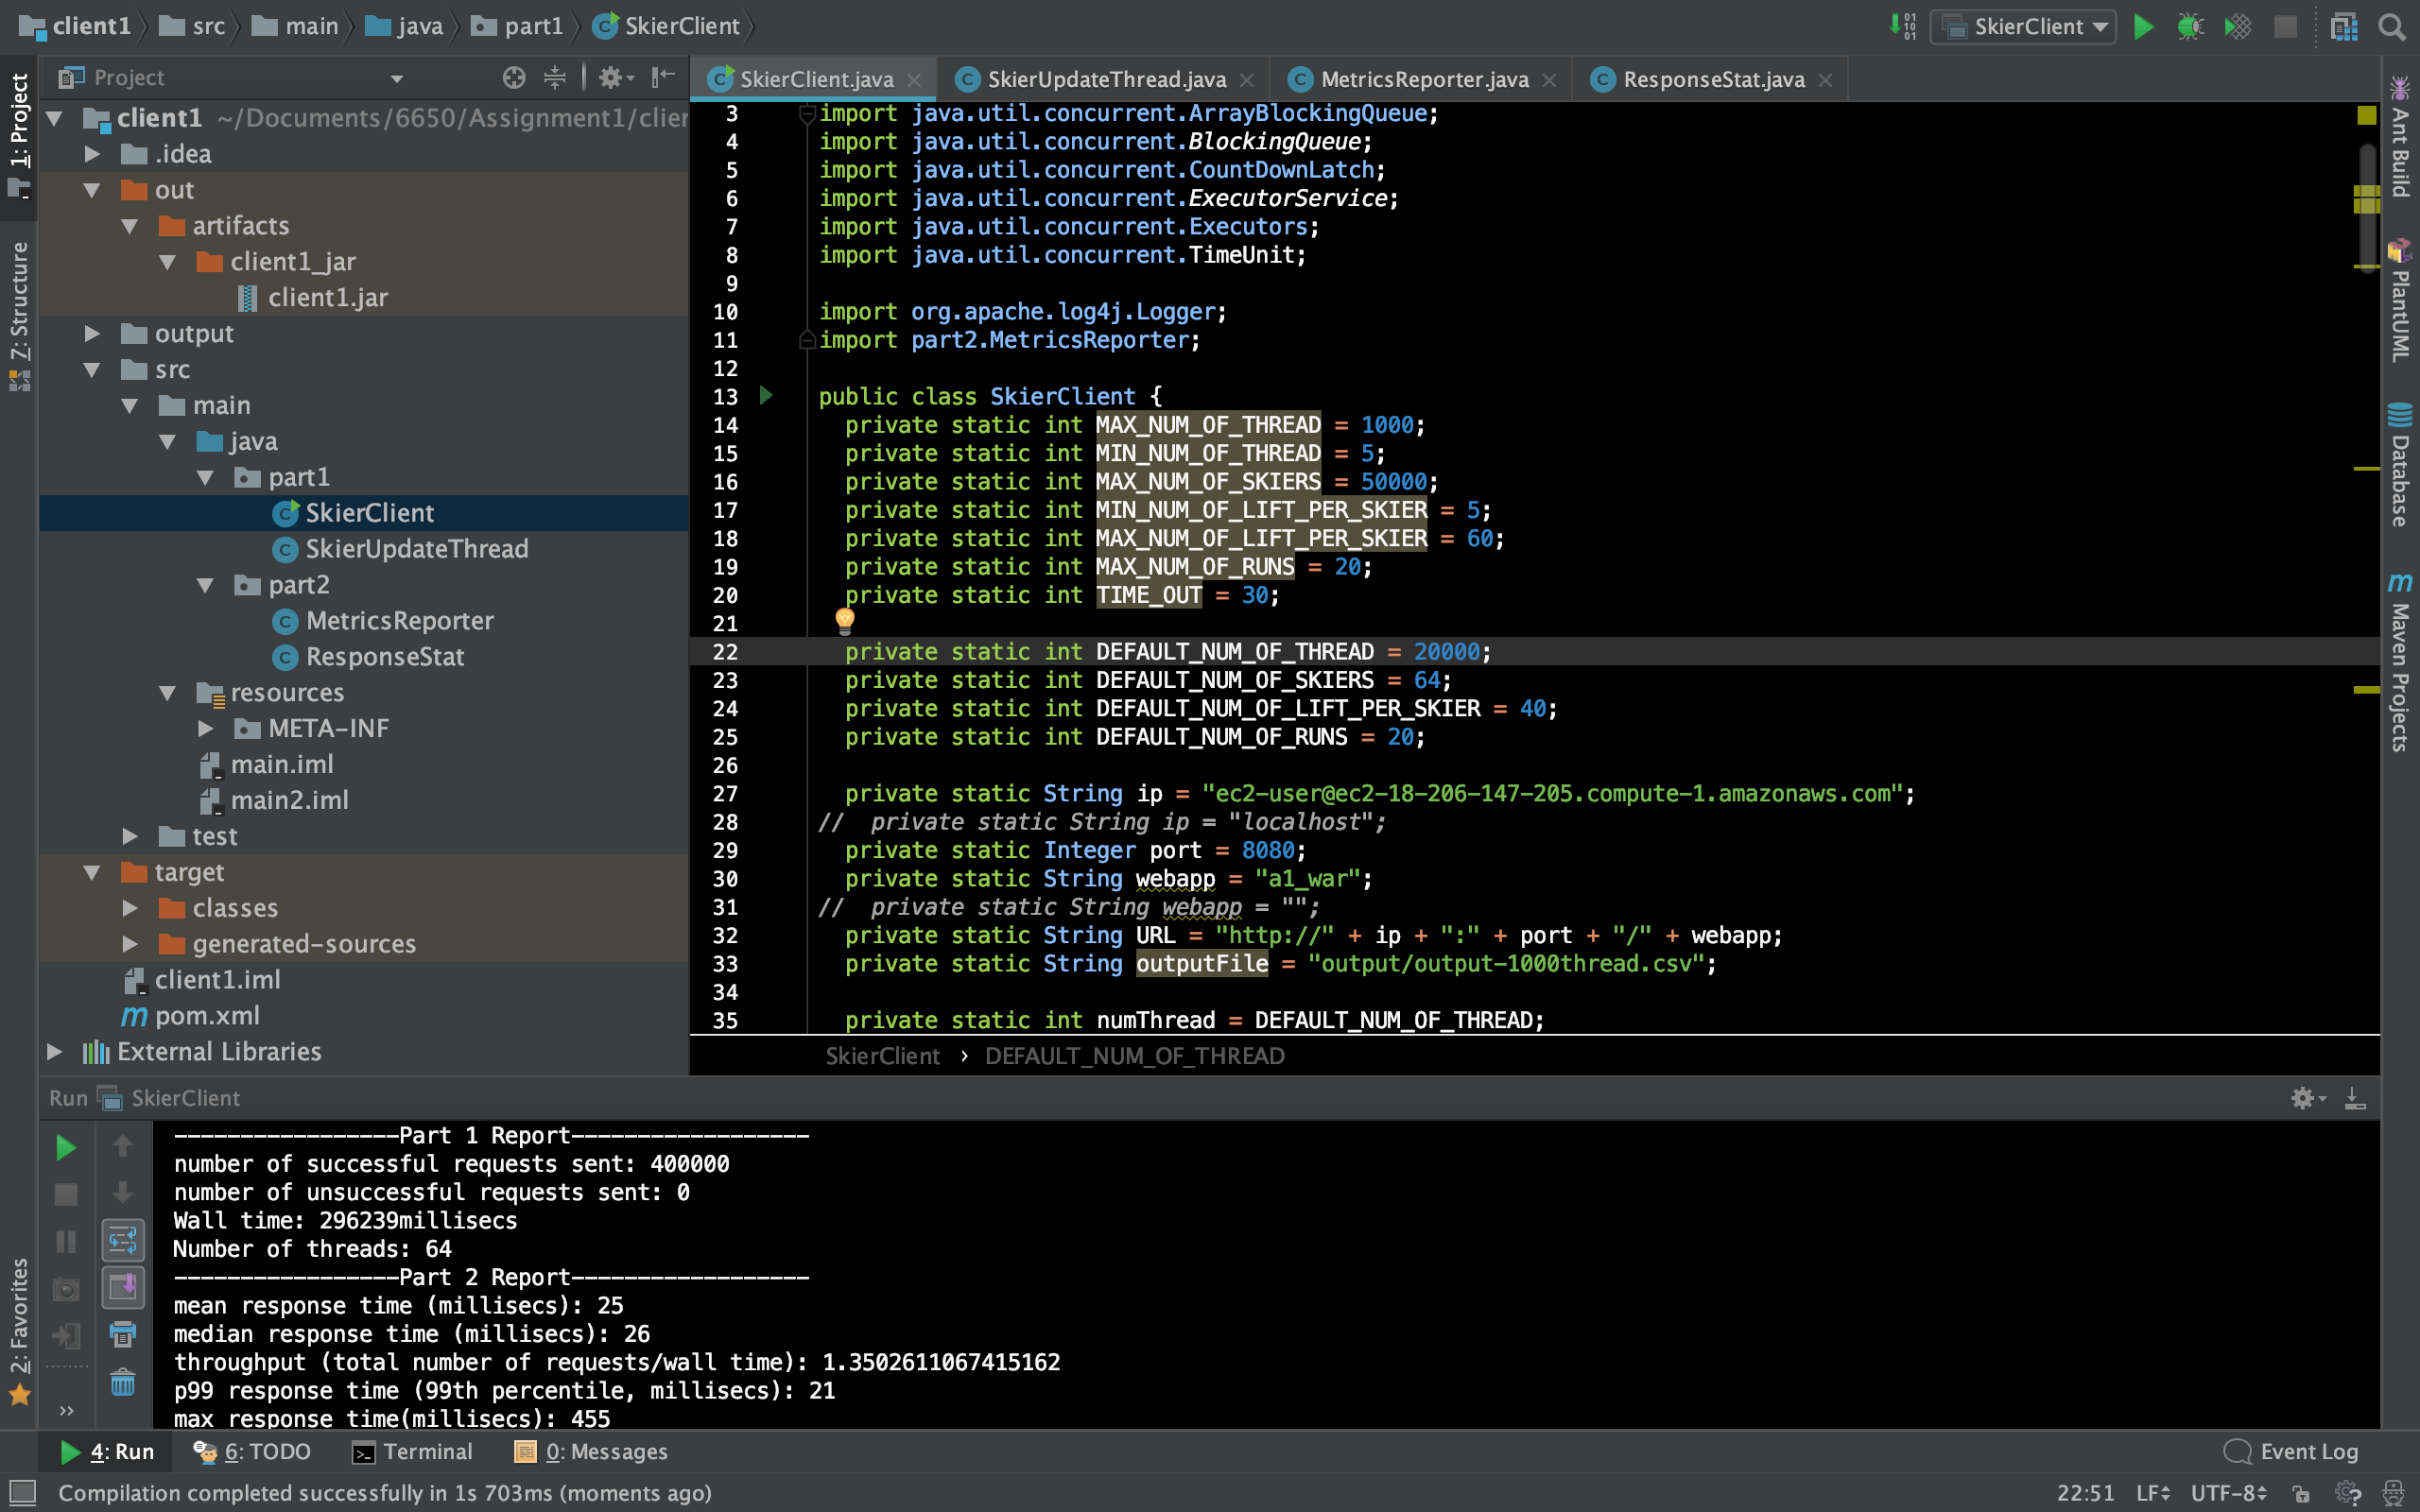 client1 src main java part1 SkierClient
SkierClient
Project
1: Project
Z: Structure
2: Favorites
client1 ~/Documents/6650/Assignment1/clier
.idea
out
artifacts
client1_jar
client1.jar
output
src
main
java
part1
SkierClient
SkierUpdateThread
part2
MetricsReporter
ResponseStat
resources
META-INF
main.iml
main2.iml
test
target
classes
generated-sources
client1.iml
pom.xml
External Libraries
SkierClient.java SkierUpdateThread.java MetricsReporter.java ResponseStat.java
3 import java.util.concurrent.ArrayBlockingQueue;
4 import java.util.concurrent.BlockingQueue;
5 import java.util.concurrent.CountDownLatch;
6 import java.util.concurrent.ExecutorService;
7 import java.util.concurrent.Executors;
8 import java.util.concurrent.TimeUnit;
9
10 import org.apache.log4j.Logger;
11 import part2.MetricsReporter;
12
13 public class SkierClient {
14 private static int MAX_NUM_OF_THREAD = 1000;
15 private static int MIN_NUM_OF_THREAD = 5;
16 private static int MAX_NUM_OF_SKIERS = 50000;
17 private static int MIN_NUM_OF_LIFT_PER_SKIER = 5;
18 private static int MAX_NUM_OF_LIFT_PER_SKIER = 60;
19 private static int MAX_NUM_OF_RUNS = 20;
20 private static int TIME_OUT = 30;
21
22 private static int DEFAULT_NUM_OF_THREAD = 20000;
23 private static int DEFAULT_NUM_OF_SKIERS = 64;
24 private static int DEFAULT_NUM_OF_LIFT_PER_SKIER = 40;
25 private static int DEFAULT_NUM_OF_RUNS = 20;
26
27 private static String ip = "ec2-user@ec2-18-206-147-205.compute-1.amazonaws.com";
28 // private static String ip = "localhost";
29 private static Integer port = 8080;
30 private static String webapp = "a1_war";
31 // private static String webapp = "";
32 private static String URL = "http://" + ip + ":" + port + "/" + webapp;
33 private static String outputFile = "output/output-1000thread.csv";
34
35 private static int numThread = DEFAULT_NUM_OF_THREAD;
SkierClient › DEFAULT_NUM_OF_THREAD
Ant Build
PlantUML
Database
Maven Projects
Run SkierClient
-----------------Part 1 Report------------------
number of successful requests sent: 400000
number of unsuccessful requests sent: 0
Wall time: 296239millisecs
Number of threads: 64
-----------------Part 2 Report------------------
mean response time (millisecs): 25
median response time (millisecs): 26
throughput (total number of requests/wall time): 1.3502611067415162
p99 response time (99th percentile, millisecs): 21
max response time(millisecs): 455
4: Run 6: TODO Terminal 0: Messages Event Log
Compilation completed successfully in 1s 703ms (moments ago) 22:51 LF UTF-8